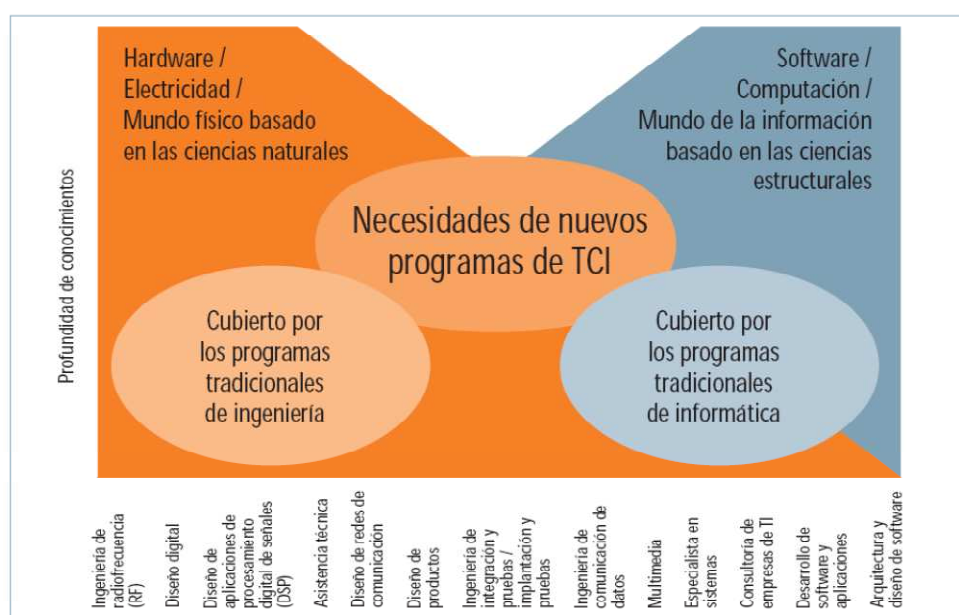 Hardware /
Electricidad /
Mundo físico basado
en las ciencias naturales
Software /
Computación /
Mundo de la información
basado en las ciencias
estructurales
Necesidades de nuevos
programas de TCI
Cubierto por
los programas
tradicionales
de ingeniería
Cubierto por
los programas
tradicionales
de informática
Profundidad de conocimientos
Ingeniería de
radiofrecuencia
(RF)
Diseño digital
Diseño de
aplicaciones de
procesamiento
digital de señales
(DSP)
Asistencia técnica
Diseño de redes de
comunicación
Diseño de
productos
Ingeniería de
integración y
pruebas /
implantación y
pruebas
Ingeniería de
comunicación de
datos
Multimedia
Especialista en
sistemas
Consultoría de
empresas de TI
Desarrollo de
software y
aplicaciones
Arquitectura y
diseño de software